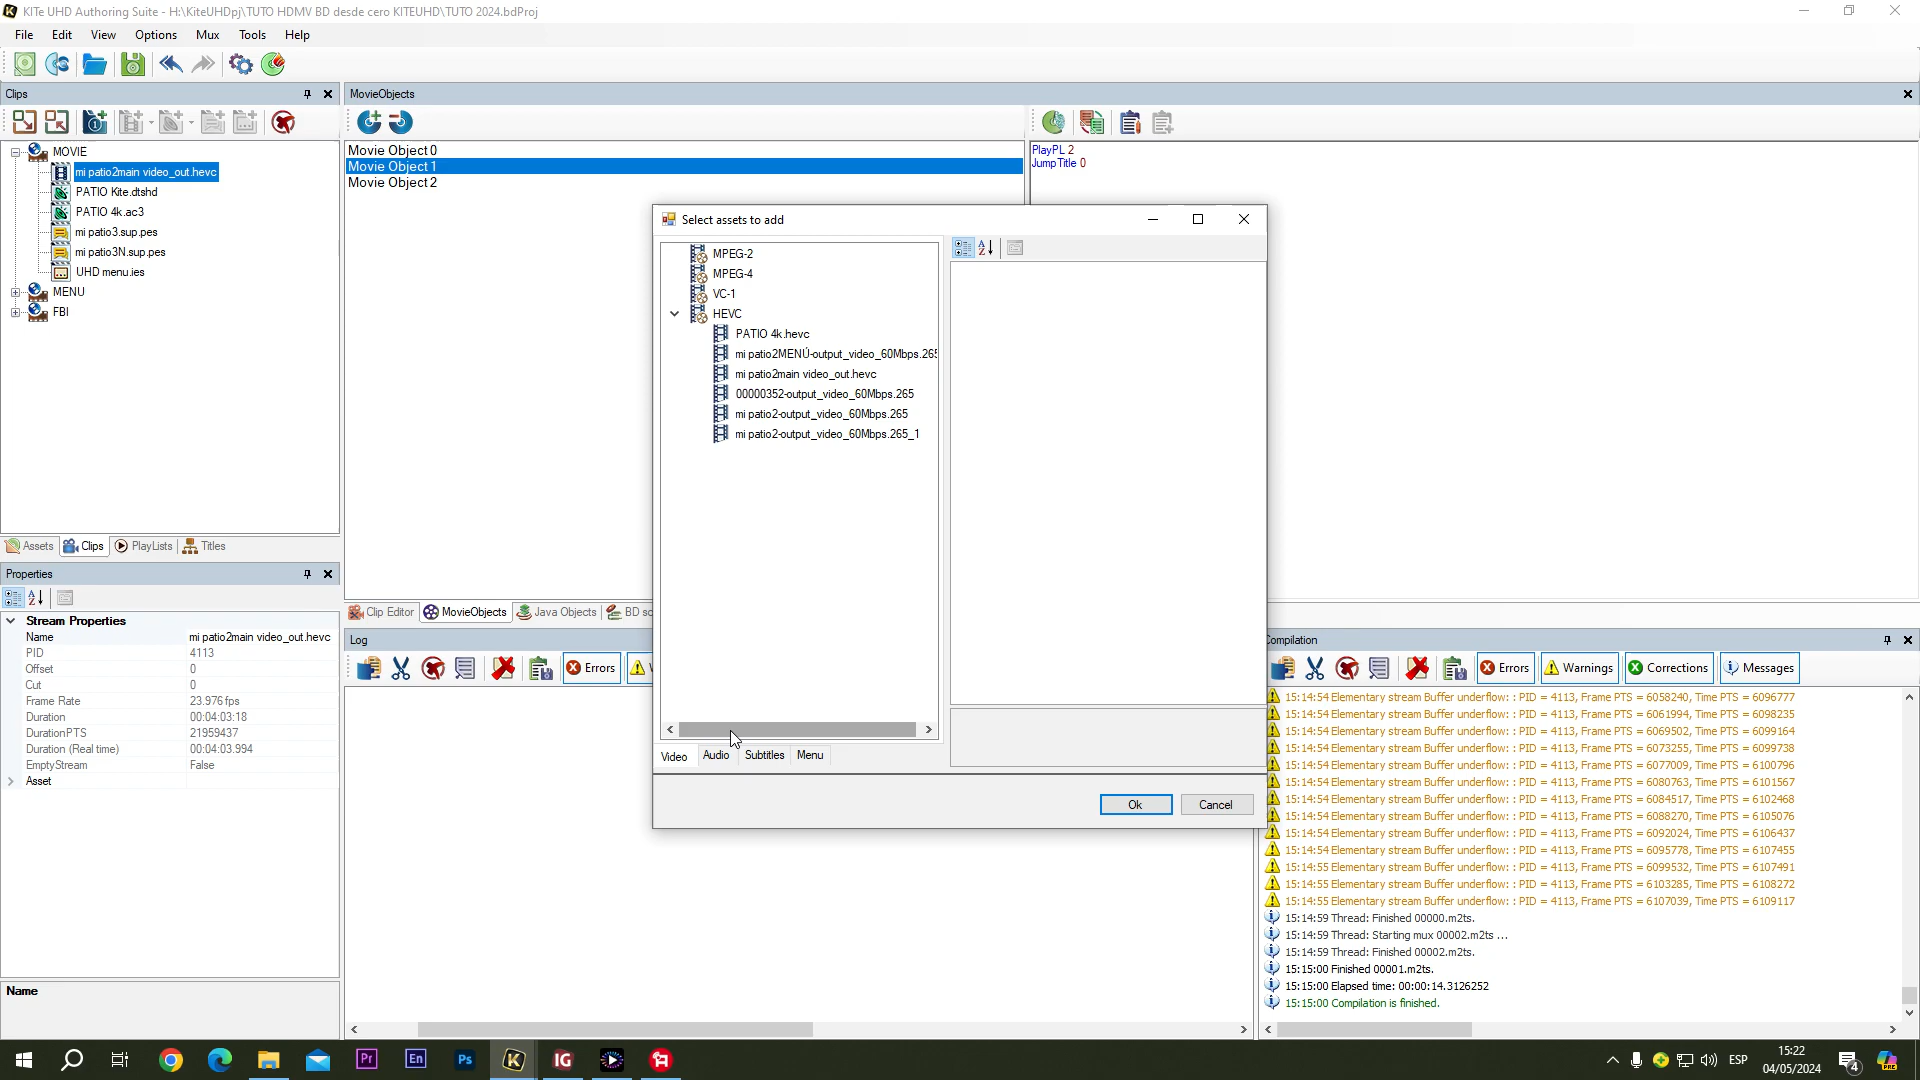 KITe UHD Authoring Suite - H:\KiteUHDpj\TUTO HDMV BD desde cero KITEUHD\TUTO 2024.bdProj
File Edit View Options Mux Tools Help
Clips
MOVIE
mi patio2main video_out.hevc
PATIO Kite.dtshd
PATIO 4k.ac3
mi patio3.sup.pes
mi patio3N.sup.pes
UHD menu.ies
MENU
FBI
Assets Clips PlayLists Titles
Properties
Stream Properties
Name mi patio2main video_out.hevc
PID 4113
Offset 0
Cut 0
Frame Rate 23.976 fps
Duration 00:04:03:18
DurationPTS 21959437
Duration (Real time) 00:04:03.994
EmptyStream False
Asset
Name
MovieObjects
Movie Object 0
Movie Object 1
Movie Object 2
PlayPL 2
JumpTitle 0
Clip Editor MovieObjects Java Objects BD sc
Log
Errors
Select assets to add
MPEG-2
MPEG-4
VC-1
HEVC
PATIO 4k.hevc
mi patio2MENÚ-output_video_60Mbps.265
mi patio2main video_out.hevc
00000352-output_video_60Mbps.265
mi patio2-output_video_60Mbps.265
mi patio2-output_video_60Mbps.265_1
Video Audio Subtitles Menu
Ok Cancel
Compilation
Errors Warnings Corrections Messages
15:14:54 Elementary stream Buffer underflow: : PID = 4113, Frame PTS = 6058240, Time PTS = 6096777
15:14:54 Elementary stream Buffer underflow: : PID = 4113, Frame PTS = 6061994, Time PTS = 6098235
15:14:54 Elementary stream Buffer underflow: : PID = 4113, Frame PTS = 6069502, Time PTS = 6099164
15:14:54 Elementary stream Buffer underflow: : PID = 4113, Frame PTS = 6073255, Time PTS = 6099738
15:14:54 Elementary stream Buffer underflow: : PID = 4113, Frame PTS = 6077009, Time PTS = 6100796
15:14:54 Elementary stream Buffer underflow: : PID = 4113, Frame PTS = 6080763, Time PTS = 6101567
15:14:54 Elementary stream Buffer underflow: : PID = 4113, Frame PTS = 6084517, Time PTS = 6102468
15:14:54 Elementary stream Buffer underflow: : PID = 4113, Frame PTS = 6088270, Time PTS = 6105076
15:14:54 Elementary stream Buffer underflow: : PID = 4113, Frame PTS = 6092024, Time PTS = 6106437
15:14:54 Elementary stream Buffer underflow: : PID = 4113, Frame PTS = 6095778, Time PTS = 6107455
15:14:55 Elementary stream Buffer underflow: : PID = 4113, Frame PTS = 6099532, Time PTS = 6107491
15:14:55 Elementary stream Buffer underflow: : PID = 4113, Frame PTS = 6103285, Time PTS = 6108272
15:14:55 Elementary stream Buffer underflow: : PID = 4113, Frame PTS = 6107039, Time PTS = 6109117
15:14:59 Thread: Finished 00000.m2ts.
15:14:59 Thread: Starting mux 00002.m2ts ...
15:14:59 Thread: Finished 00002.m2ts.
15:15:00 Finished 00001.m2ts.
15:15:00 Elapsed time: 00:00:14.3126252
15:15:00 Compilation is finished.
Pr En Ps K IG
ESP
15:22
04/05/2024
4